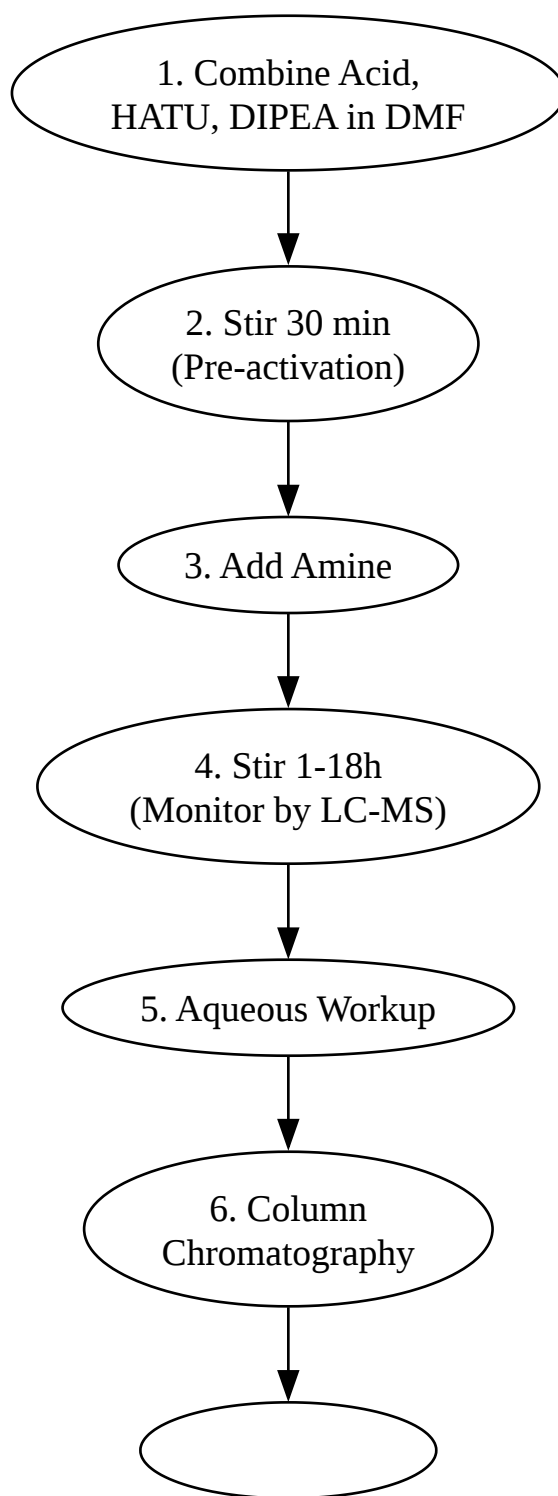 1. Combine Acid,
HATU, DIPEA in DMF
2. Stir 30 min
(Pre-activation)
3. Add Amine
4. Stir 1-18h
(Monitor by LC-MS)
5. Aqueous Workup
6. Column
Chromatography